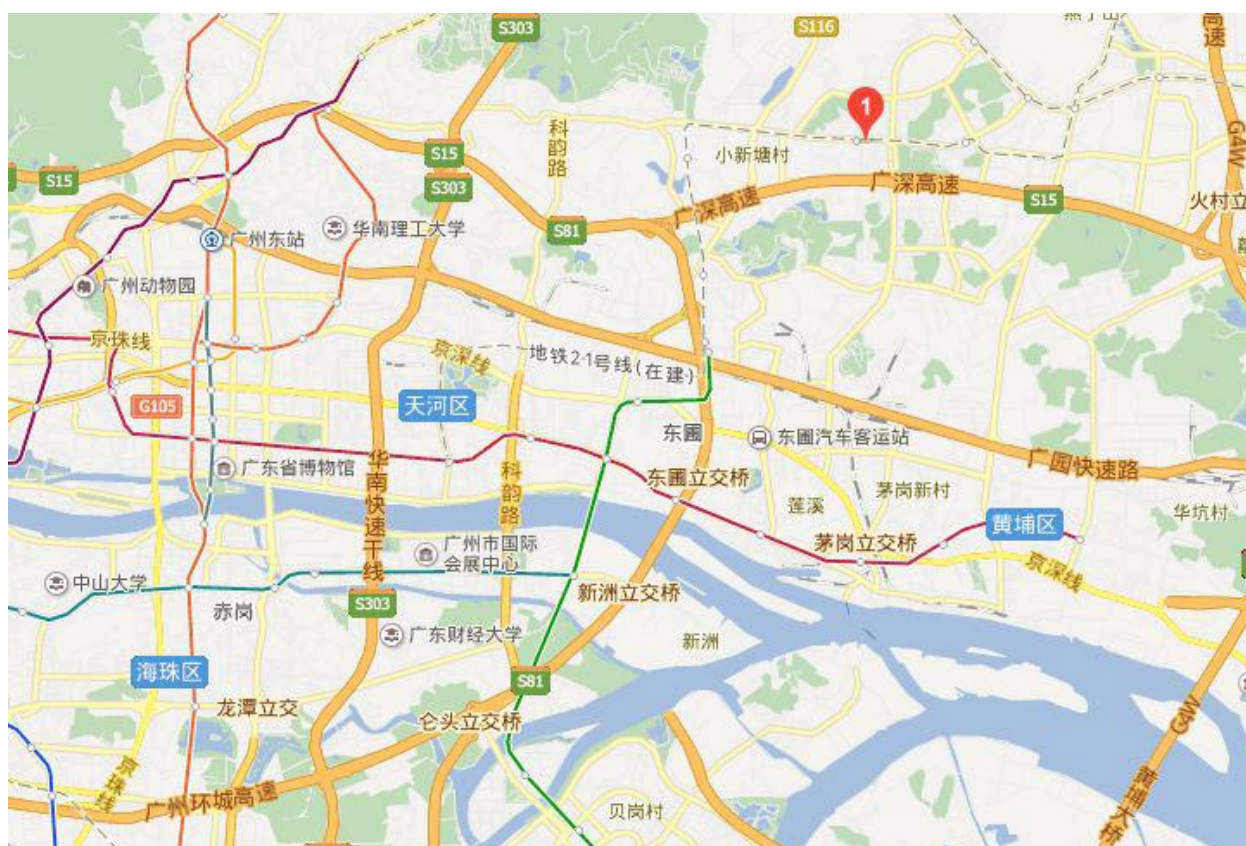 S303
S116
高速
科韵路
1
小新塘村
S15
S15
S303
广深高速
G4W
S15
火村立
广深高速
S81
华南理工大学
广州东站
广州动物园
京珠线
京深线
地铁2·1号线(在建)
天河区
G105
东圃
东圃汽车客运站
广园快速路
广东省博物馆
华南快速干线
科韵路
东圃立交桥
莲溪
茅岗新村
黄埔区
华坑村
广州市国际
会展中心
茅岗立交桥
京深线
中山大学
赤岗
S303
新洲立交桥
广东财经大学
新洲
海珠区
S81
龙潭立交
仑头立交桥
京珠线
广州环城高速
贝岗村
黄埔大桥